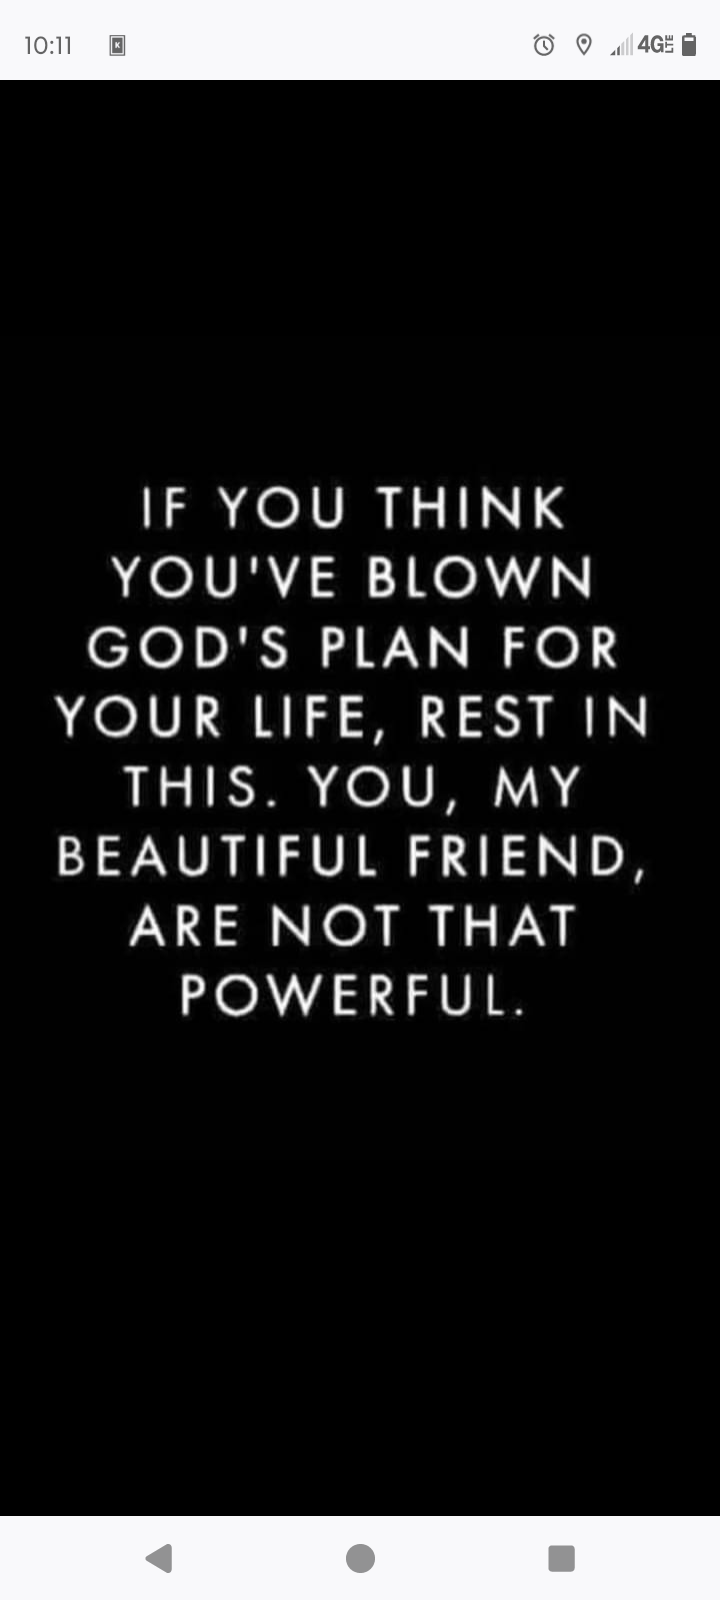 10:11 K 4G LTE
IF YOU THINK
YOU'VE BLOWN
GOD'S PLAN FOR
YOUR LIFE, REST IN
THIS. YOU, MY
BEAUTIFUL FRIEND,
ARE NOT THAT
POWERFUL.